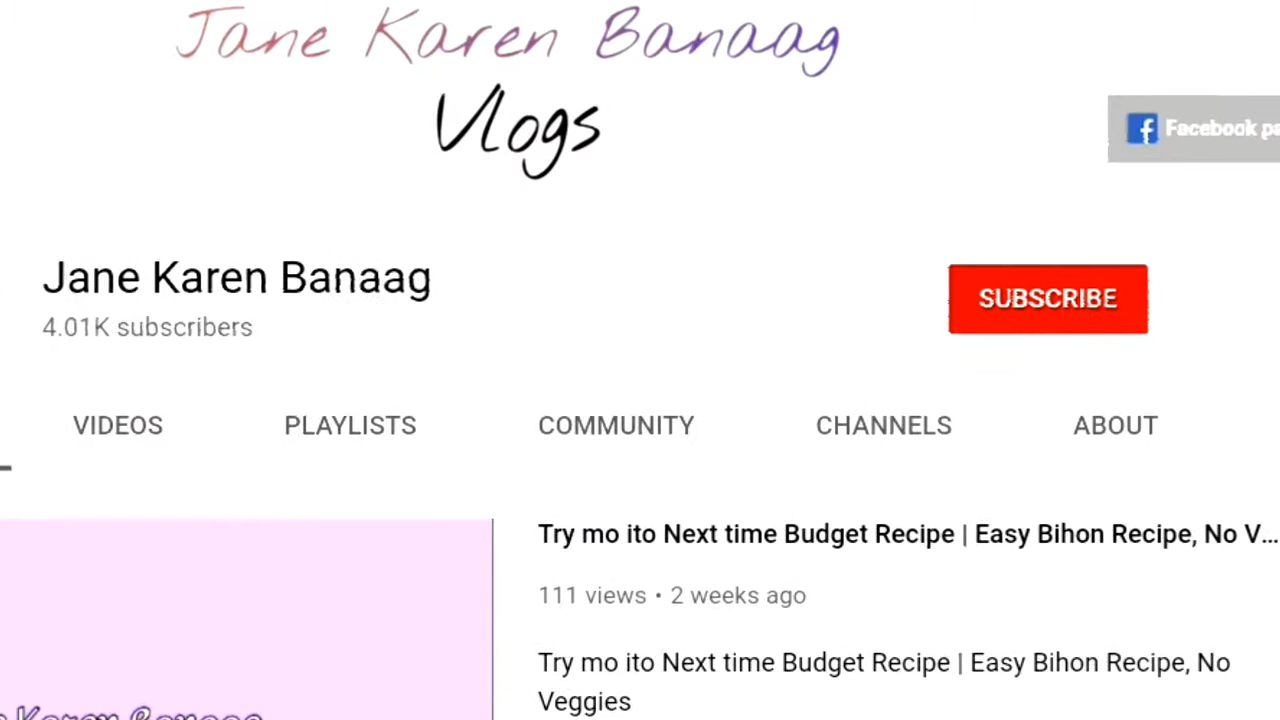 Jane Karen Banaag
Vlogs
Facebook
Jane Karen Banaag
4.01K subscribers
SUBSCRIBE
VIDEOS PLAYLISTS COMMUNITY CHANNELS ABOUT
Try mo ito Next time Budget Recipe | Easy Bihon Recipe, No V...
111 views • 2 weeks ago
Try mo ito Next time Budget Recipe | Easy Bihon Recipe, No
Veggies
Karen Banaag